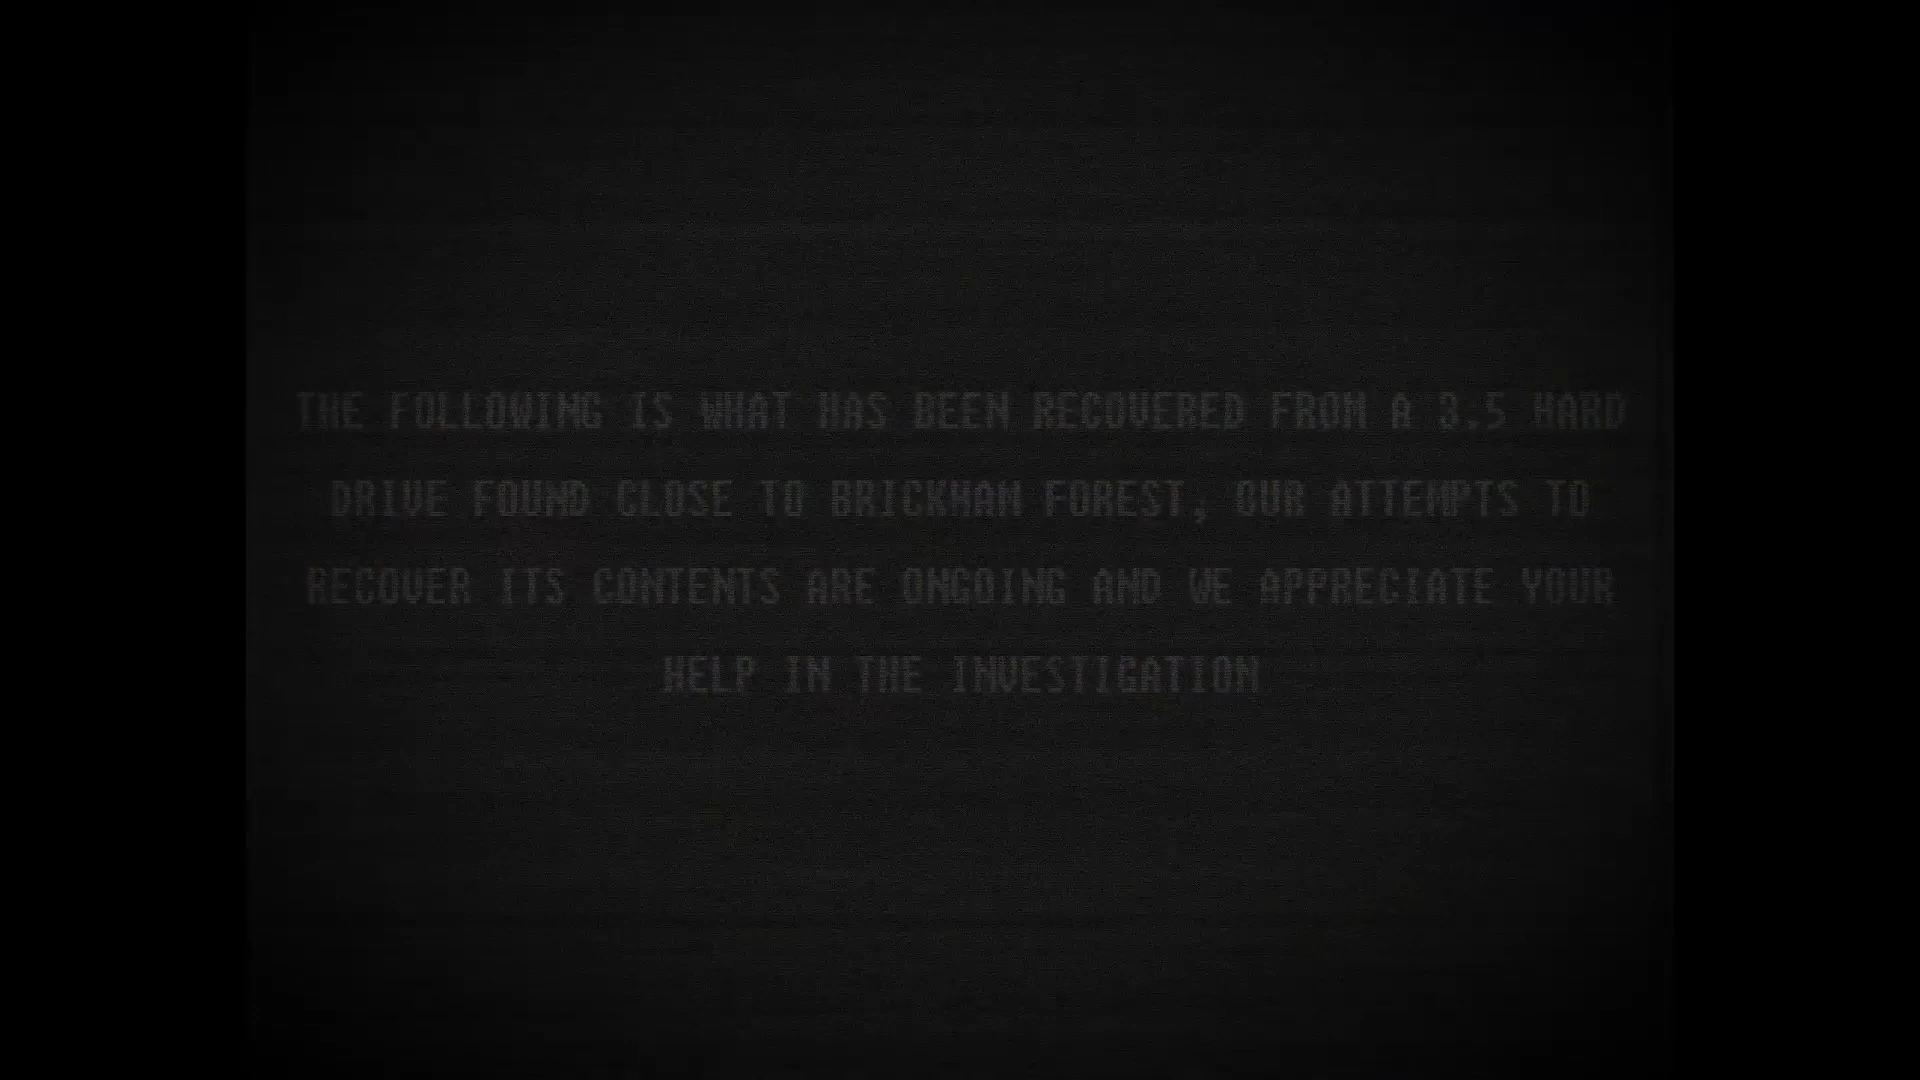 THE FOLLOWING IS WHAT HAS BEEN RECOVERED FROM A 3.5 HARD
DRIVE FOUND CLOSE TO BRICKHAM FOREST, OUR ATTEMPTS TO
RECOVER ITS CONTENTS ARE ONGOING AND WE APPRECIATE YOUR
HELP IN THE INVESTIGATION